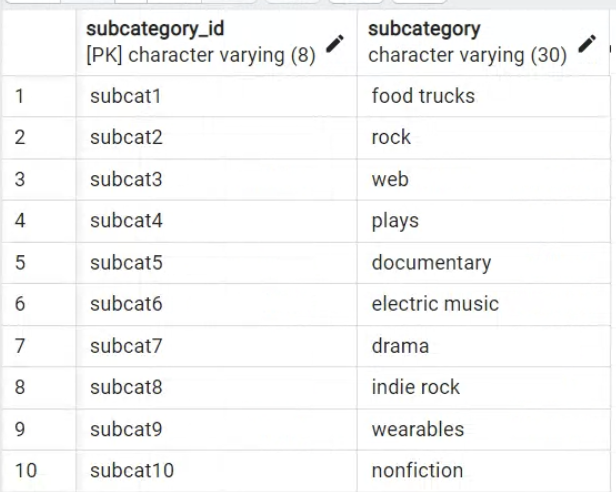 subcategory_id subcategory
[PK] character varying (8) character varying (30)
1 subcat1 food trucks
2 subcat2 rock
3 subcat3 web
4 subcat4 plays
5 subcat5 documentary
6 subcat6 electric music
7 subcat7 drama
8 subcat8 indie rock
9 subcat9 wearables
10 subcat10 nonfiction